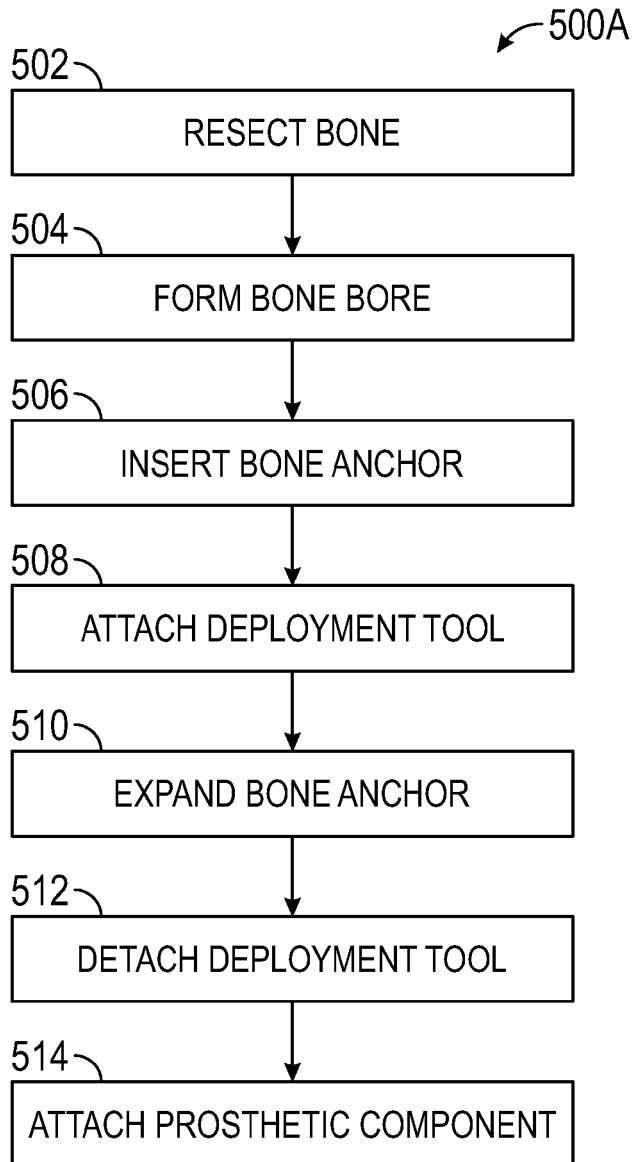 500A
502
RESECT BONE
504
FORM BONE BORE
506
INSERT BONE ANCHOR
508
ATTACH DEPLOYMENT TOOL
510
EXPAND BONE ANCHOR
512
DETACH DEPLOYMENT TOOL
514
ATTACH PROSTHETIC COMPONENT